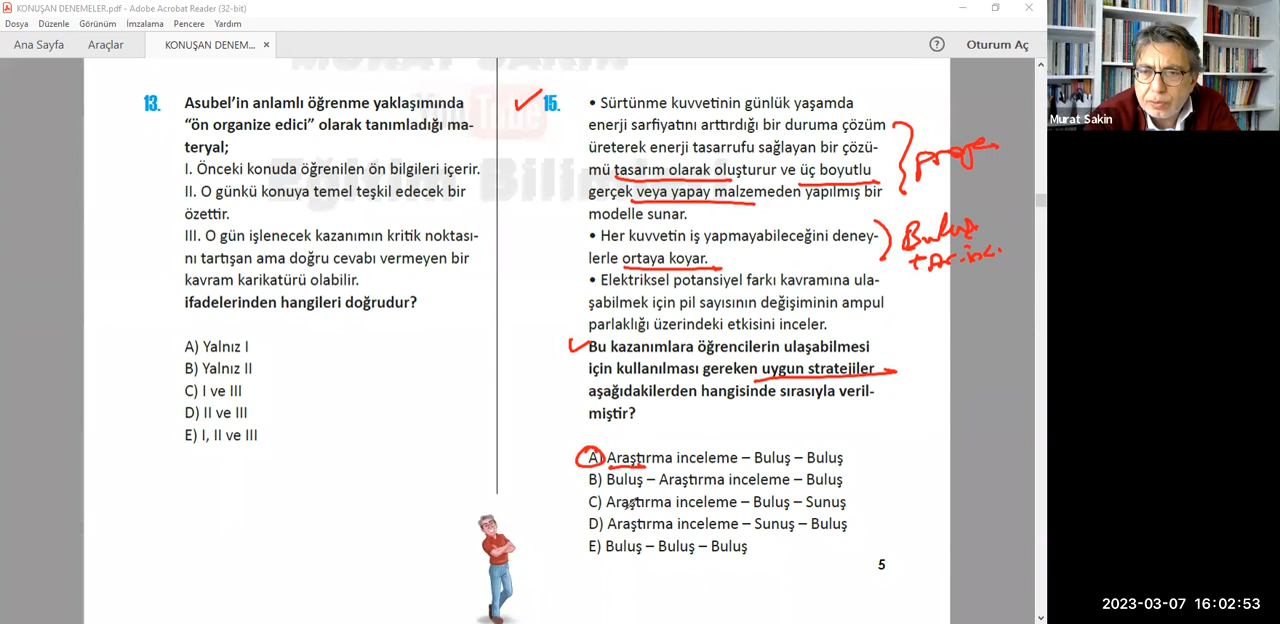 KONUŞAN DENEMELER.pdf - Adobe Acrobat Reader (32-bit)
Dosya Düzenle Görünüm İmzalama Pencere Yardım
Ana Sayfa Araçlar KONUŞAN DENEM... × ? Oturum Aç
13. Asubel'in anlamlı öğrenme yaklaşımında
"ön organize edici" olarak tanımladığı ma-
teryal;
I. Önceki konuda öğrenilen ön bilgileri içerir.
II. O günkü konuya temel teşkil edecek bir
özettir.
III. O gün işlenecek kazanımın kritik noktası-
nı tartışan ama doğru cevabı vermeyen bir
kavram karikatürü olabilir.
ifadelerinden hangileri doğrudur?
A) Yalnız I
B) Yalnız II
C) I ve III
D) II ve III
E) I, II ve III
15. • Sürtünme kuvvetinin günlük yaşamda
enerji sarfiyatını arttırdığı bir duruma çözüm
üreterek enerji tasarrufu sağlayan bir çözü-
mü tasarım olarak oluşturur ve üç boyutlu
gerçek veya yapay malzemeden yapılmış bir
modelle sunar.
• Her kuvvetin iş yapmayabileceğini deney-
lerle ortaya koyar.
• Elektriksel potansiyel farkı kavramına ula-
şabilmek için pil sayısının değişiminin ampul
parlaklığı üzerindeki etkisini inceler.
Bu kazanımlara öğrencilerin ulaşabilmesi
için kullanılması gereken uygun stratejiler
aşağıdakilerden hangisinde sırasıyla veril-
miştir?
A) Araştırma inceleme – Buluş – Buluş
B) Buluş – Araştırma inceleme – Buluş
C) Araştırma inceleme – Buluş – Sunuş
D) Araştırma inceleme – Sunuş – Buluş
E) Buluş – Buluş – Buluş
5
Buluş
Eğitim Bilim
Murat Sakin
2023-03-07 16:02:53